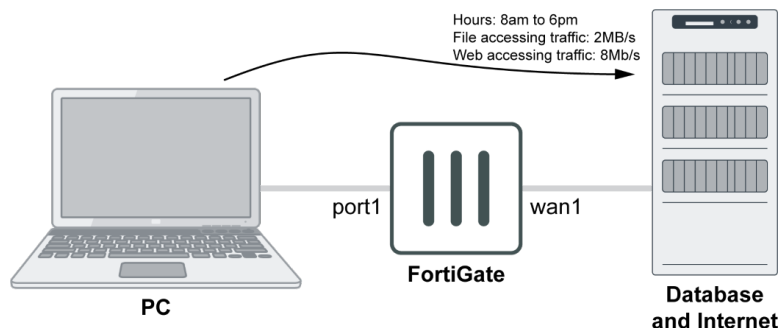 Hours: 8am to 6pm
File accessing traffic: 2MB/s
Web accessing traffic: 8Mb/s
port1
wan1
FortiGate
PC
Database
and Internet